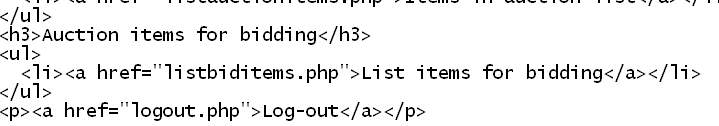 <li><a href="listauctionitems.php">Items in auction list</a></li>
</ul>
<h3>Auction items for bidding</h3>
<ul>
<li><a href="listbiditems.php">List items for bidding</a></li>
</ul>
<p><a href="logout.php">Log-out</a></p>